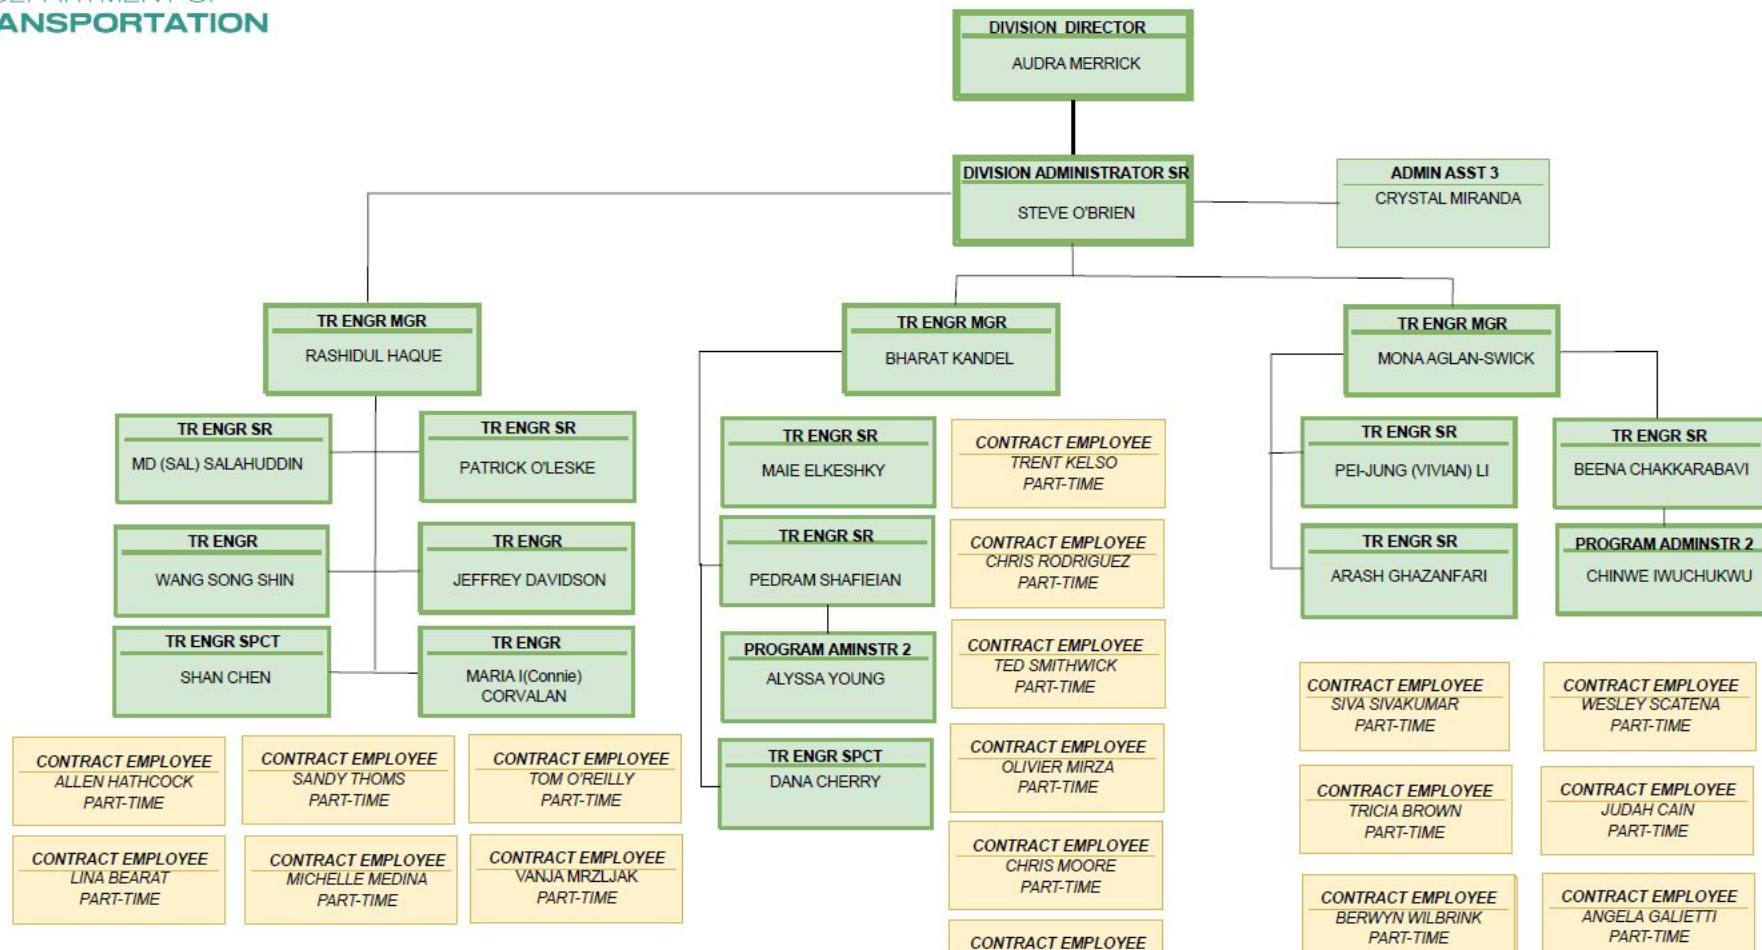 DEPARTMENT OF
ANSPORTATION
DIVISION DIRECTOR
AUDRA MERRICK
DIVISION ADMINISTRATOR SR
STEVE O'BRIEN
ADMIN ASST 3
CRYSTAL MIRANDA
TR ENGR MGR
RASHIDUL HAQUE
TR ENGR SR
MD (SAL) SALAHUDDIN
TR ENGR SR
PATRICK O'LESKE
TR ENGR
WANG SONG SHIN
TR ENGR
JEFFREY DAVIDSON
TR ENGR SPCT
SHAN CHEN
TR ENGR
MARIA I(Connie)
CORVALAN
CONTRACT EMPLOYEE
ALLEN HATHCOCK
PART-TIME
CONTRACT EMPLOYEE
SANDY THOMS
PART-TIME
CONTRACT EMPLOYEE
TOM O'REILLY
PART-TIME
CONTRACT EMPLOYEE
LINA BEARAT
PART-TIME
CONTRACT EMPLOYEE
MICHELLE MEDINA
PART-TIME
CONTRACT EMPLOYEE
VANJA MRZLJAK
PART-TIME
TR ENGR MGR
BHARAT KANDEL
TR ENGR SR
MAIE ELKESHKY
TR ENGR SR
PEDRAM SHAFIEIAN
PROGRAM AMINSTR 2
ALYSSA YOUNG
TR ENGR SPCT
DANA CHERRY
CONTRACT EMPLOYEE
TRENT KELSO
PART-TIME
CONTRACT EMPLOYEE
CHRIS RODRIGUEZ
PART-TIME
CONTRACT EMPLOYEE
TED SMITHWICK
PART-TIME
CONTRACT EMPLOYEE
OLIVIER MIRZA
PART-TIME
CONTRACT EMPLOYEE
CHRIS MOORE
PART-TIME
CONTRACT EMPLOYEE
TR ENGR MGR
MONA AGLAN-SWICK
TR ENGR SR
PEI-JUNG (VIVIAN) LI
TR ENGR SR
BEENA CHAKKARABAVI
TR ENGR SR
ARASH GHAZANFARI
PROGRAM ADMINSTR 2
CHINWE IWUCHUKWU
CONTRACT EMPLOYEE
SIVA SIVAKUMAR
PART-TIME
CONTRACT EMPLOYEE
WESLEY SCATENA
PART-TIME
CONTRACT EMPLOYEE
TRICIA BROWN
PART-TIME
CONTRACT EMPLOYEE
JUDAH CAIN
PART-TIME
CONTRACT EMPLOYEE
BERWYN WILBRINK
PART-TIME
CONTRACT EMPLOYEE
ANGELA GALIETTI
PART-TIME